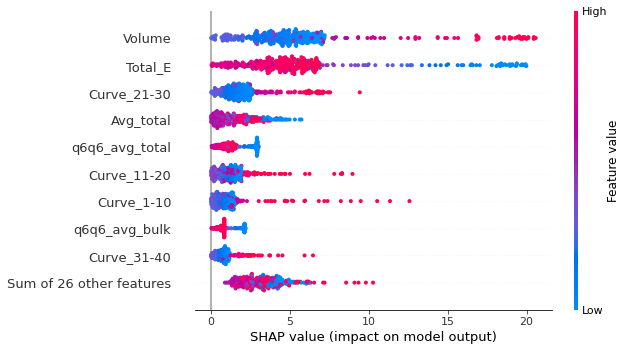 High
Volume
Total_E
Curve_21-30
Avg_total
q6q6_avg_total
Curve_11-20
Curve_1-10
q6q6_avg_bulk
Curve_31-40
Sum of 26 other features
Feature value
Low
0 5 10 15 20
SHAP value (impact on model output)